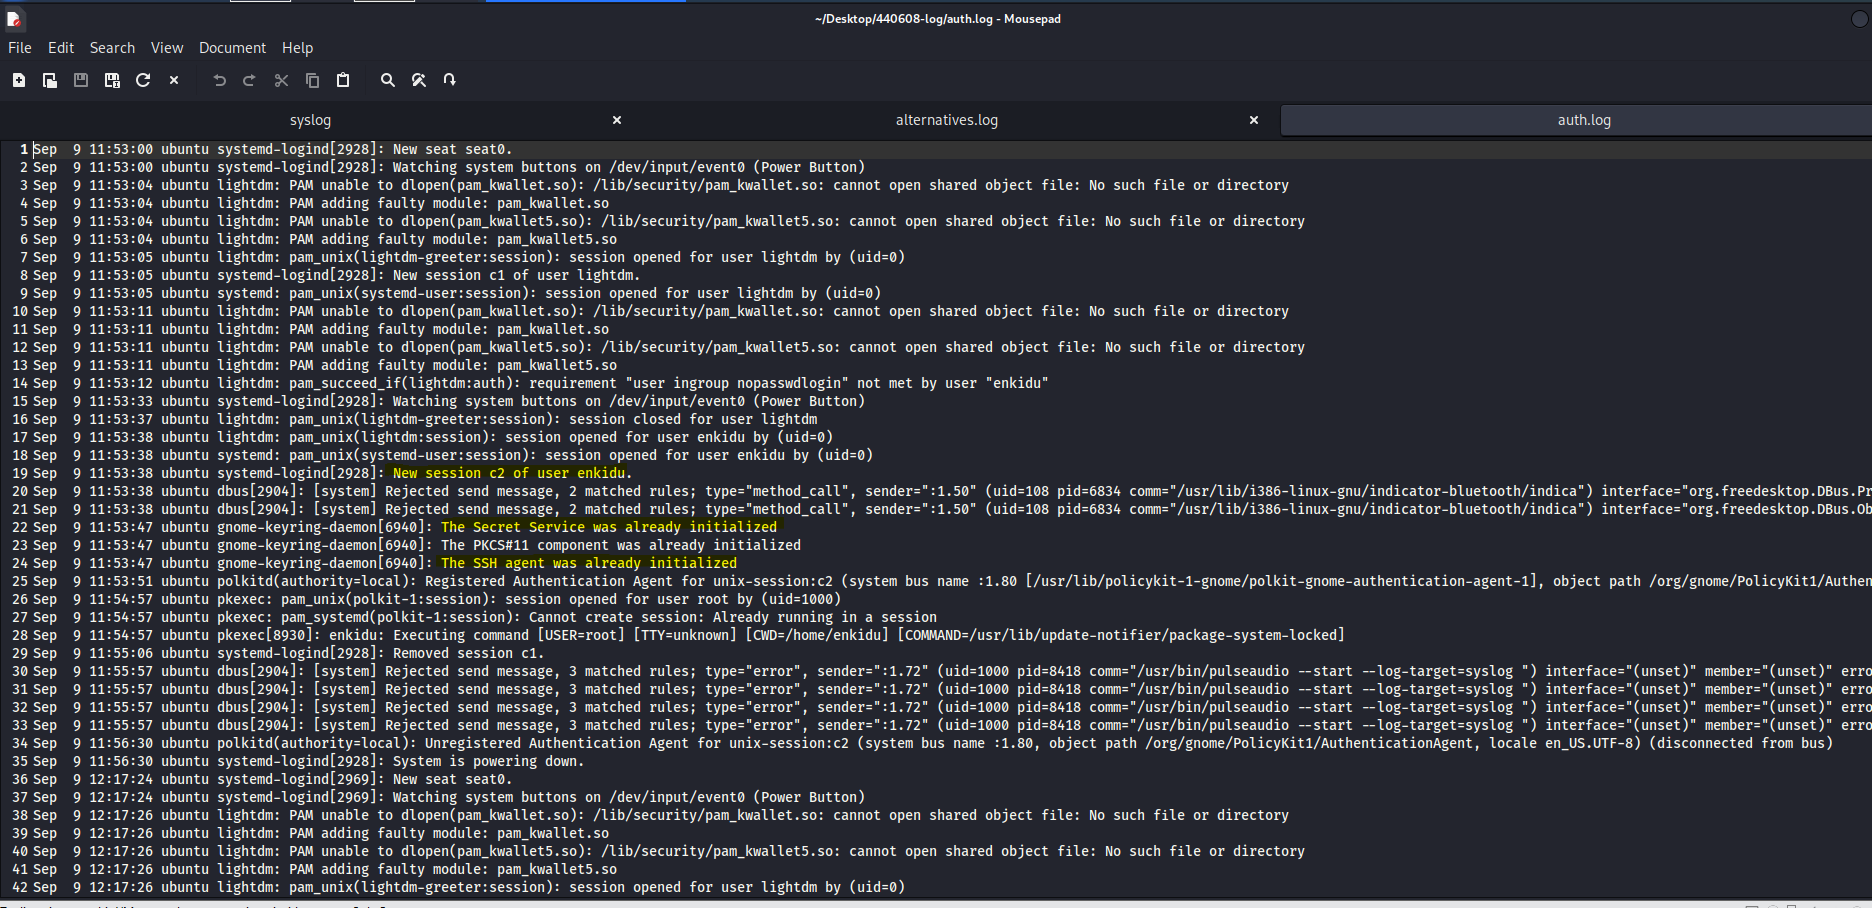 ~/Desktop/440608-log/auth.log - Mousepad
File Edit Search View Document Help
syslog alternatives.log auth.log
1 Sep  9 11:53:00 ubuntu systemd-logind[2928]: New seat seat0.
2 Sep  9 11:53:00 ubuntu systemd-logind[2928]: Watching system buttons on /dev/input/event0 (Power Button)
3 Sep  9 11:53:04 ubuntu lightdm: PAM unable to dlopen(pam_kwallet.so): /lib/security/pam_kwallet.so: cannot open shared object file: No such file or directory
4 Sep  9 11:53:04 ubuntu lightdm: PAM adding faulty module: pam_kwallet.so
5 Sep  9 11:53:04 ubuntu lightdm: PAM unable to dlopen(pam_kwallet5.so): /lib/security/pam_kwallet5.so: cannot open shared object file: No such file or directory
6 Sep  9 11:53:04 ubuntu lightdm: PAM adding faulty module: pam_kwallet5.so
7 Sep  9 11:53:05 ubuntu lightdm: pam_unix(lightdm-greeter:session): session opened for user lightdm by (uid=0)
8 Sep  9 11:53:05 ubuntu systemd-logind[2928]: New session c1 of user lightdm.
9 Sep  9 11:53:05 ubuntu systemd: pam_unix(systemd-user:session): session opened for user lightdm by (uid=0)
10 Sep  9 11:53:11 ubuntu lightdm: PAM unable to dlopen(pam_kwallet.so): /lib/security/pam_kwallet.so: cannot open shared object file: No such file or directory
11 Sep  9 11:53:11 ubuntu lightdm: PAM adding faulty module: pam_kwallet.so
12 Sep  9 11:53:11 ubuntu lightdm: PAM unable to dlopen(pam_kwallet5.so): /lib/security/pam_kwallet5.so: cannot open shared object file: No such file or directory
13 Sep  9 11:53:11 ubuntu lightdm: PAM adding faulty module: pam_kwallet5.so
14 Sep  9 11:53:12 ubuntu lightdm: pam_succeed_if(lightdm:auth): requirement "user ingroup nopasswdlogin" not met by user "enkidu"
15 Sep  9 11:53:33 ubuntu systemd-logind[2928]: Watching system buttons on /dev/input/event0 (Power Button)
16 Sep  9 11:53:37 ubuntu lightdm: pam_unix(lightdm-greeter:session): session closed for user lightdm
17 Sep  9 11:53:38 ubuntu lightdm: pam_unix(lightdm:session): session opened for user enkidu by (uid=0)
18 Sep  9 11:53:38 ubuntu systemd: pam_unix(systemd-user:session): session opened for user enkidu by (uid=0)
19 Sep  9 11:53:38 ubuntu systemd-logind[2928]: New session c2 of user enkidu.
20 Sep  9 11:53:38 ubuntu dbus[2904]: [system] Rejected send message, 2 matched rules; type="method_call", sender=":1.50" (uid=108 pid=6834 comm="/usr/lib/i386-linux-gnu/indicator-bluetooth/indica") interface="org.freedesktop.DBus.Pr
21 Sep  9 11:53:38 ubuntu dbus[2904]: [system] Rejected send message, 2 matched rules; type="method_call", sender=":1.50" (uid=108 pid=6834 comm="/usr/lib/i386-linux-gnu/indicator-bluetooth/indica") interface="org.freedesktop.DBus.Ob
22 Sep  9 11:53:47 ubuntu gnome-keyring-daemon[6940]: The Secret Service was already initialized
23 Sep  9 11:53:47 ubuntu gnome-keyring-daemon[6940]: The PKCS#11 component was already initialized
24 Sep  9 11:53:47 ubuntu gnome-keyring-daemon[6940]: The SSH agent was already initialized
25 Sep  9 11:53:51 ubuntu polkitd(authority=local): Registered Authentication Agent for unix-session:c2 (system bus name :1.80 [/usr/lib/policykit-1-gnome/polkit-gnome-authentication-agent-1], object path /org/gnome/PolicyKit1/Authen
26 Sep  9 11:54:57 ubuntu pkexec: pam_unix(polkit-1:session): session opened for user root by (uid=1000)
27 Sep  9 11:54:57 ubuntu pkexec: pam_systemd(polkit-1:session): Cannot create session: Already running in a session
28 Sep  9 11:54:57 ubuntu pkexec[8930]: enkidu: Executing command [USER=root] [TTY=unknown] [CWD=/home/enkidu] [COMMAND=/usr/lib/update-notifier/package-system-locked]
29 Sep  9 11:55:06 ubuntu systemd-logind[2928]: Removed session c1.
30 Sep  9 11:55:57 ubuntu dbus[2904]: [system] Rejected send message, 3 matched rules; type="error", sender=":1.72" (uid=1000 pid=8418 comm="/usr/bin/pulseaudio --start --log-target=syslog ") interface="(unset)" member="(unset)" erro
31 Sep  9 11:55:57 ubuntu dbus[2904]: [system] Rejected send message, 3 matched rules; type="error", sender=":1.72" (uid=1000 pid=8418 comm="/usr/bin/pulseaudio --start --log-target=syslog ") interface="(unset)" member="(unset)" erro
32 Sep  9 11:55:57 ubuntu dbus[2904]: [system] Rejected send message, 3 matched rules; type="error", sender=":1.72" (uid=1000 pid=8418 comm="/usr/bin/pulseaudio --start --log-target=syslog ") interface="(unset)" member="(unset)" erro
33 Sep  9 11:55:57 ubuntu dbus[2904]: [system] Rejected send message, 3 matched rules; type="error", sender=":1.72" (uid=1000 pid=8418 comm="/usr/bin/pulseaudio --start --log-target=syslog ") interface="(unset)" member="(unset)" erro
34 Sep  9 11:56:30 ubuntu polkitd(authority=local): Unregistered Authentication Agent for unix-session:c2 (system bus name :1.80, object path /org/gnome/PolicyKit1/AuthenticationAgent, locale en_US.UTF-8) (disconnected from bus)
35 Sep  9 11:56:30 ubuntu systemd-logind[2928]: System is powering down.
36 Sep  9 12:17:24 ubuntu systemd-logind[2969]: New seat seat0.
37 Sep  9 12:17:24 ubuntu systemd-logind[2969]: Watching system buttons on /dev/input/event0 (Power Button)
38 Sep  9 12:17:26 ubuntu lightdm: PAM unable to dlopen(pam_kwallet.so): /lib/security/pam_kwallet.so: cannot open shared object file: No such file or directory
39 Sep  9 12:17:26 ubuntu lightdm: PAM adding faulty module: pam_kwallet.so
40 Sep  9 12:17:26 ubuntu lightdm: PAM unable to dlopen(pam_kwallet5.so): /lib/security/pam_kwallet5.so: cannot open shared object file: No such file or directory
41 Sep  9 12:17:26 ubuntu lightdm: PAM adding faulty module: pam_kwallet5.so
42 Sep  9 12:17:26 ubuntu lightdm: pam_unix(lightdm-greeter:session): session opened for user lightdm by (uid=0)